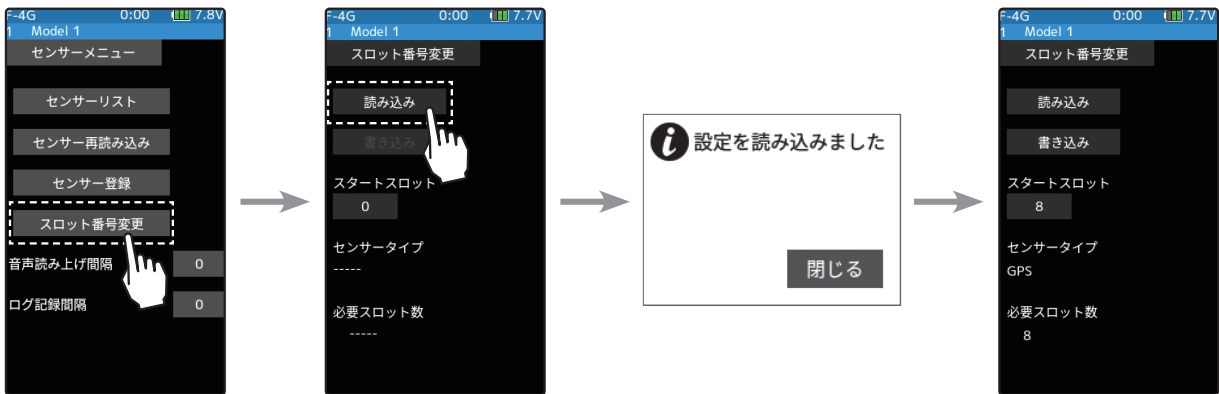 F-4G 0:00 7.8V
1 Model 1
センサーメニュー
センサーリスト
センサー再読み込み
センサー登録
スロット番号変更
音声読み上げ間隔 0
ログ記録間隔 0
F-4G 0:00 7.7V
1 Model 1
スロット番号変更
読み込み
書き込み
スタートスロット
0
センサータイプ
-----
必要スロット数
-----
i 設定を読み込みました
閉じる
F-4G 0:00 7.7V
1 Model 1
スロット番号変更
読み込み
書き込み
スタートスロット
8
センサータイプ
GPS
必要スロット数
8